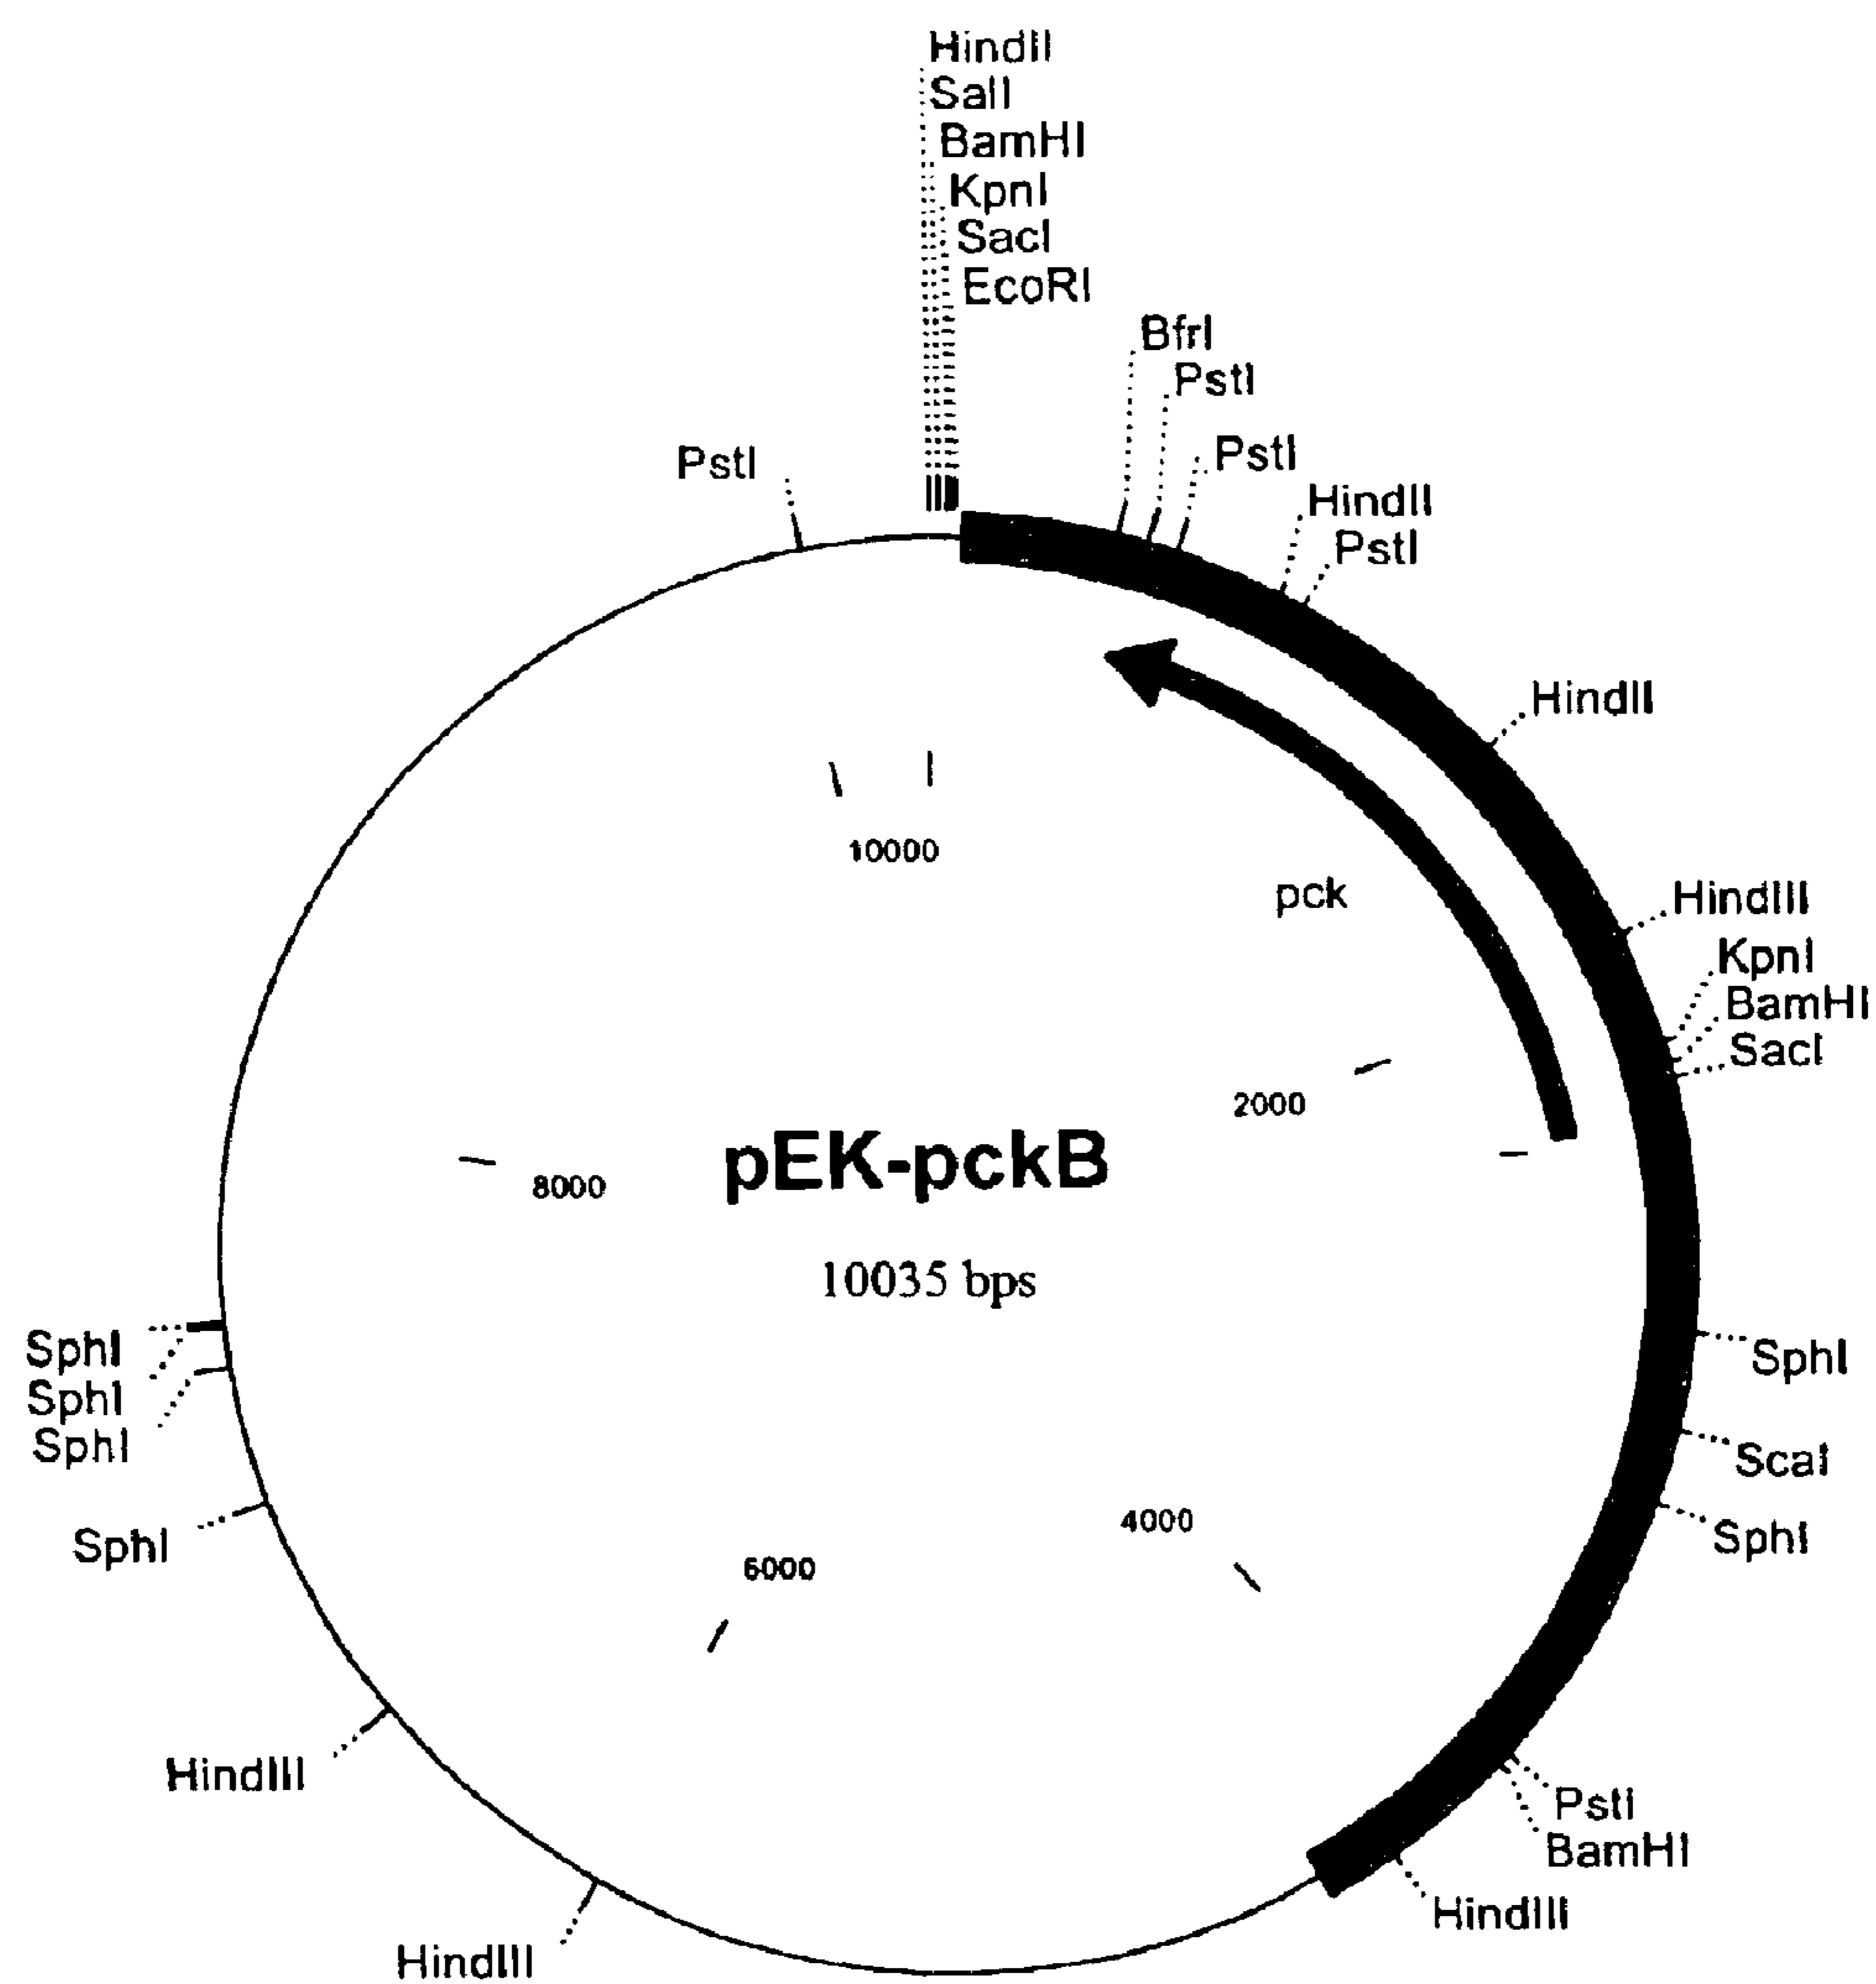 HindII
SalI
BamHI
KpnI
SacI
EcoRI
BfrI
PstI
PstI
PstI
HindII
PstI
HindII
10000
pck
HindIII
KpnI
BamHI
SacI
2000
pEK-pckB
8000
10035 bps
SphI
SphI
SphI
SphI
ScaI
SphI
4000
SphI
6000
HindIII
PstI
BamHI
HindIII
HindIII